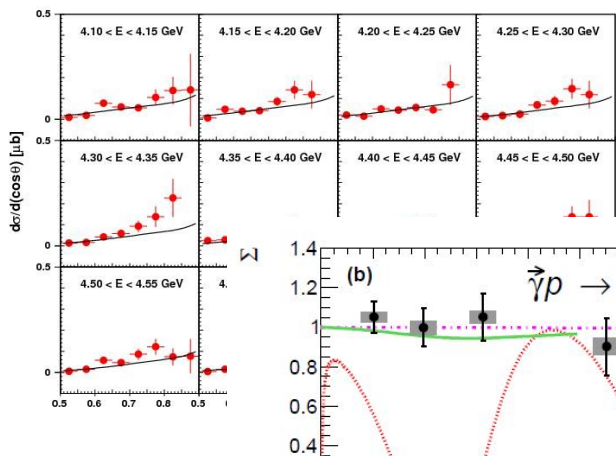 0.5
4.10 < E < 4.15 GeV
4.15 < E < 4.20 GeV
4.20 < E < 4.25 GeV
4.25 < E < 4.30 GeV
0
dσ/d(cosθ) [μb]
0.5
4.30 < E < 4.35 GeV
4.35 < E < 4.40 GeV
4.40 < E < 4.45 GeV
4.45 < E < 4.50 GeV
0
0.5
4.50 < E < 4.55 GeV
0
0.5 0.6 0.7 0.8 0.9 0.6
Σ
1.4
(b)
γ⃗p →
1.2
1
0.8
0.6
0.4